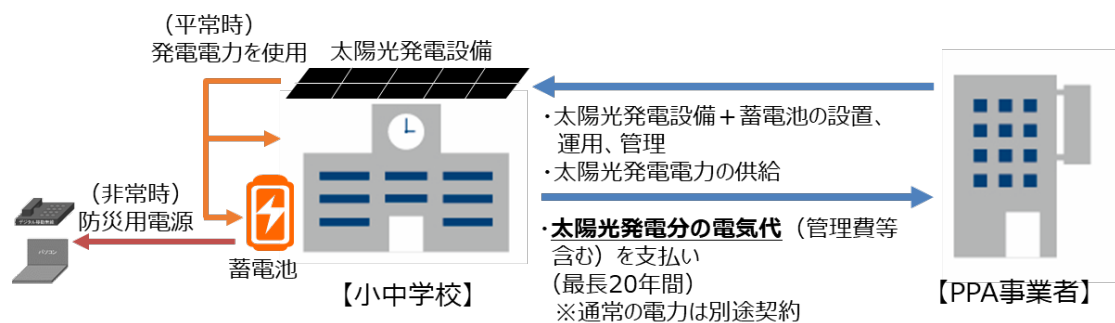 （平常時）
発電電力を使用
太陽光発電設備
・太陽光発電設備＋蓄電池の設置、
運用、管理
・太陽光発電電力の供給
（非常時）
防災用電源
パソコン
蓄電池
・太陽光発電分の電気代（管理費等
含む）を支払い
（最長20年間）
※通常の電力は別途契約
【小中学校】
【PPA事業者】